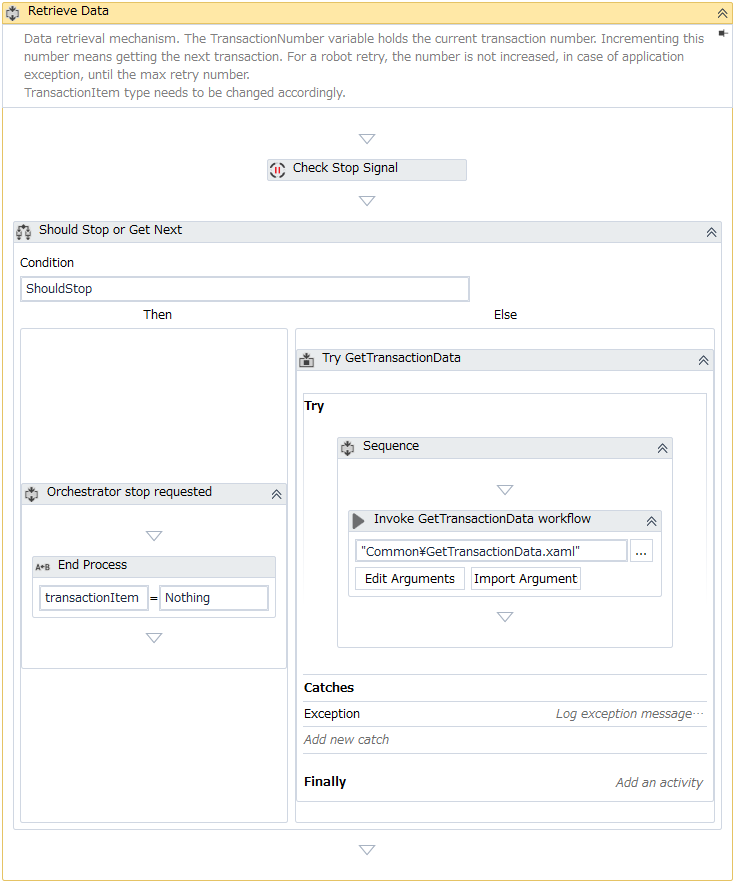 Retrieve Data
Data retrieval mechanism. The TransactionNumber variable holds the current transaction number. Incrementing this
number means getting the next transaction. For a robot retry, the number is not increased, in case of application
exception, until the max retry number.
TransactionItem type needs to be changed accordingly.
Check Stop Signal
Should Stop or Get Next
Condition
ShouldStop
Then
Else
Try GetTransactionData
Try
Sequence
Invoke GetTransactionData workflow
"Common¥GetTransactionData.xaml"
...
Edit Arguments
Import Argument
Orchestrator stop requested
A+B End Process
transactionItem = Nothing
Catches
Exception
Log exception message···
Add new catch
Finally
Add an activity